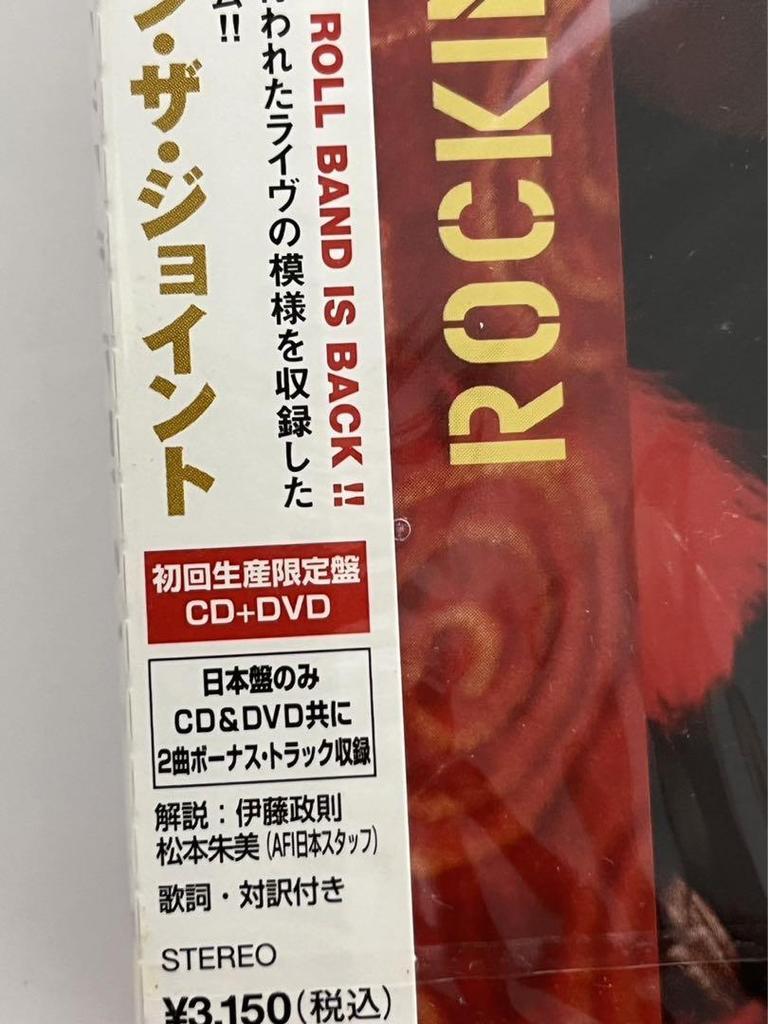 ROCKIN
ROLL BAND IS BACK !!
われたライヴの模様を収録した
!!
ン・ザ・ジョイント
初回生産限定盤
CD+DVD
日本盤のみ
CD&DVD共に
2曲ボーナス・トラック収録
解説：伊藤政則
松本朱美(AFI日本スタッフ)
歌詞・対訳付き
STEREO
¥3,150(税込)